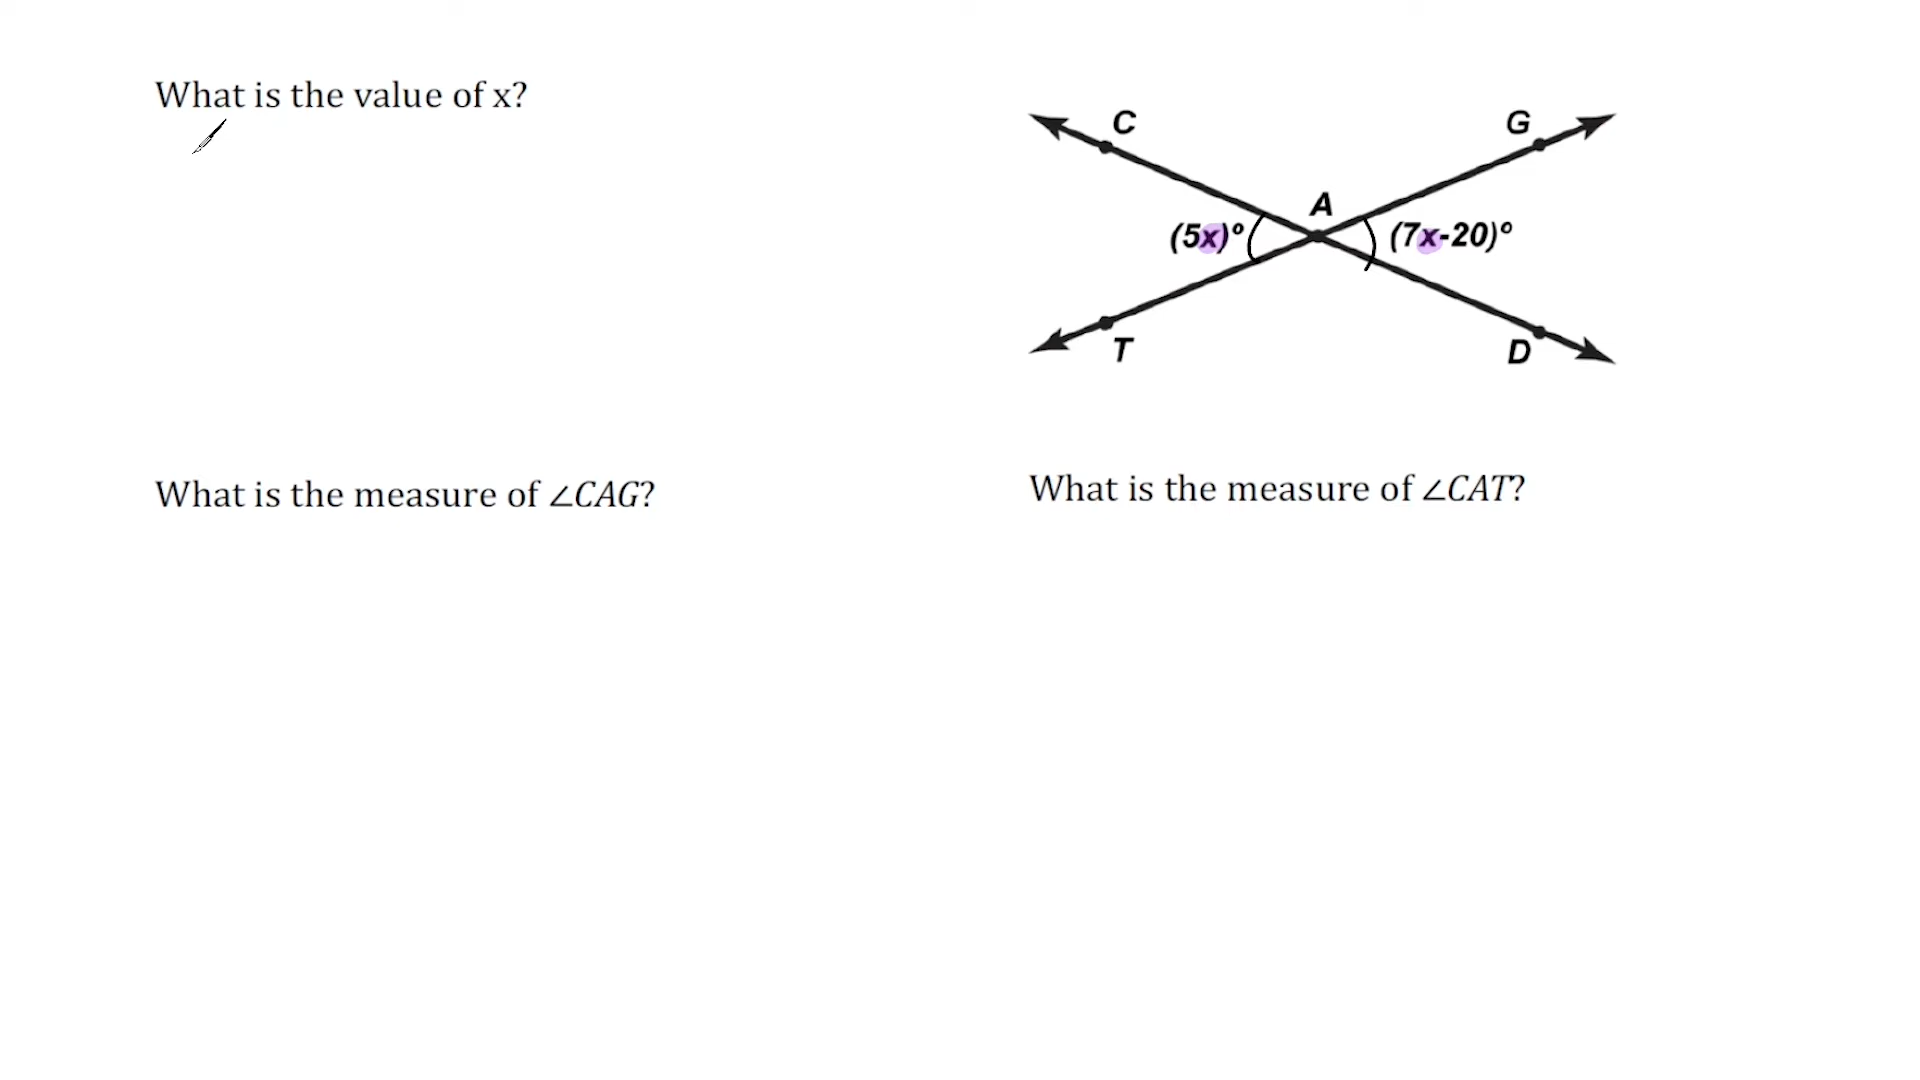 What is the value of x?
C
G
A
(5x)°
(7x-20)°
T
D
What is the measure of ∠CAG?
What is the measure of ∠CAT?